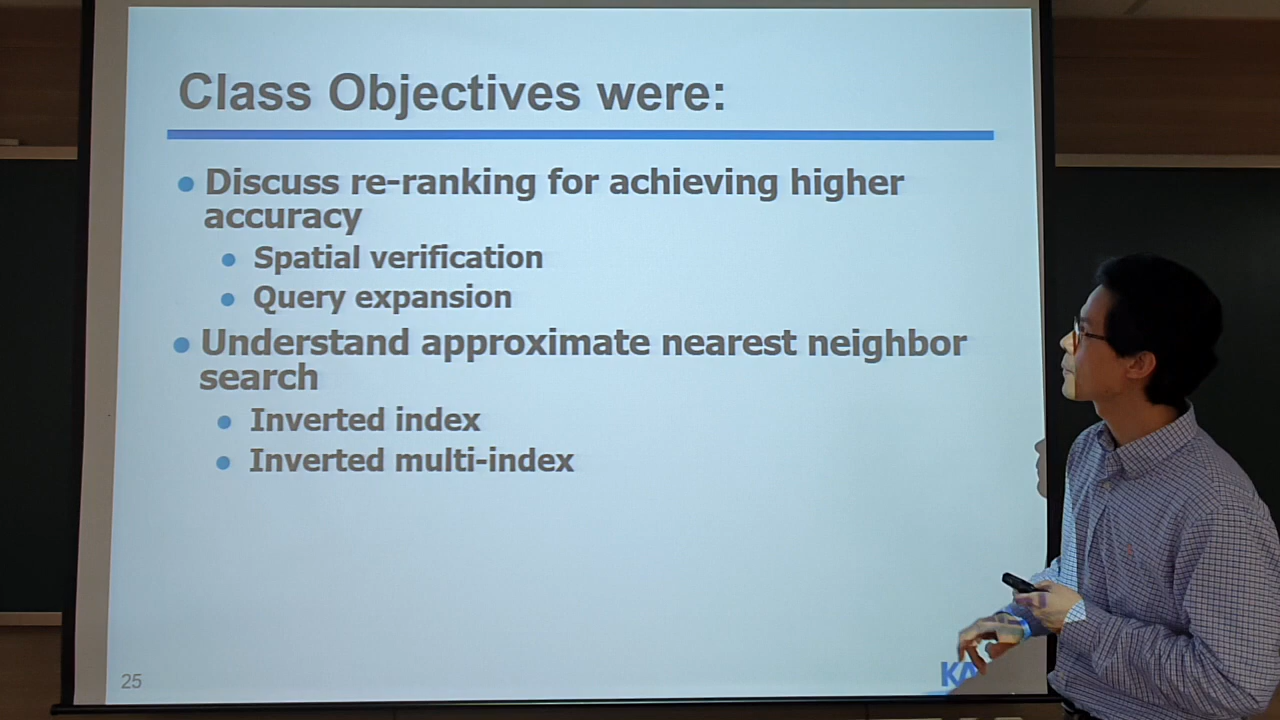 Class Objectives were:
Discuss re-ranking for achieving higher
accuracy
Spatial verification
Query expansion
Understand approximate nearest neighbor
search
Inverted index
Inverted multi-index
25